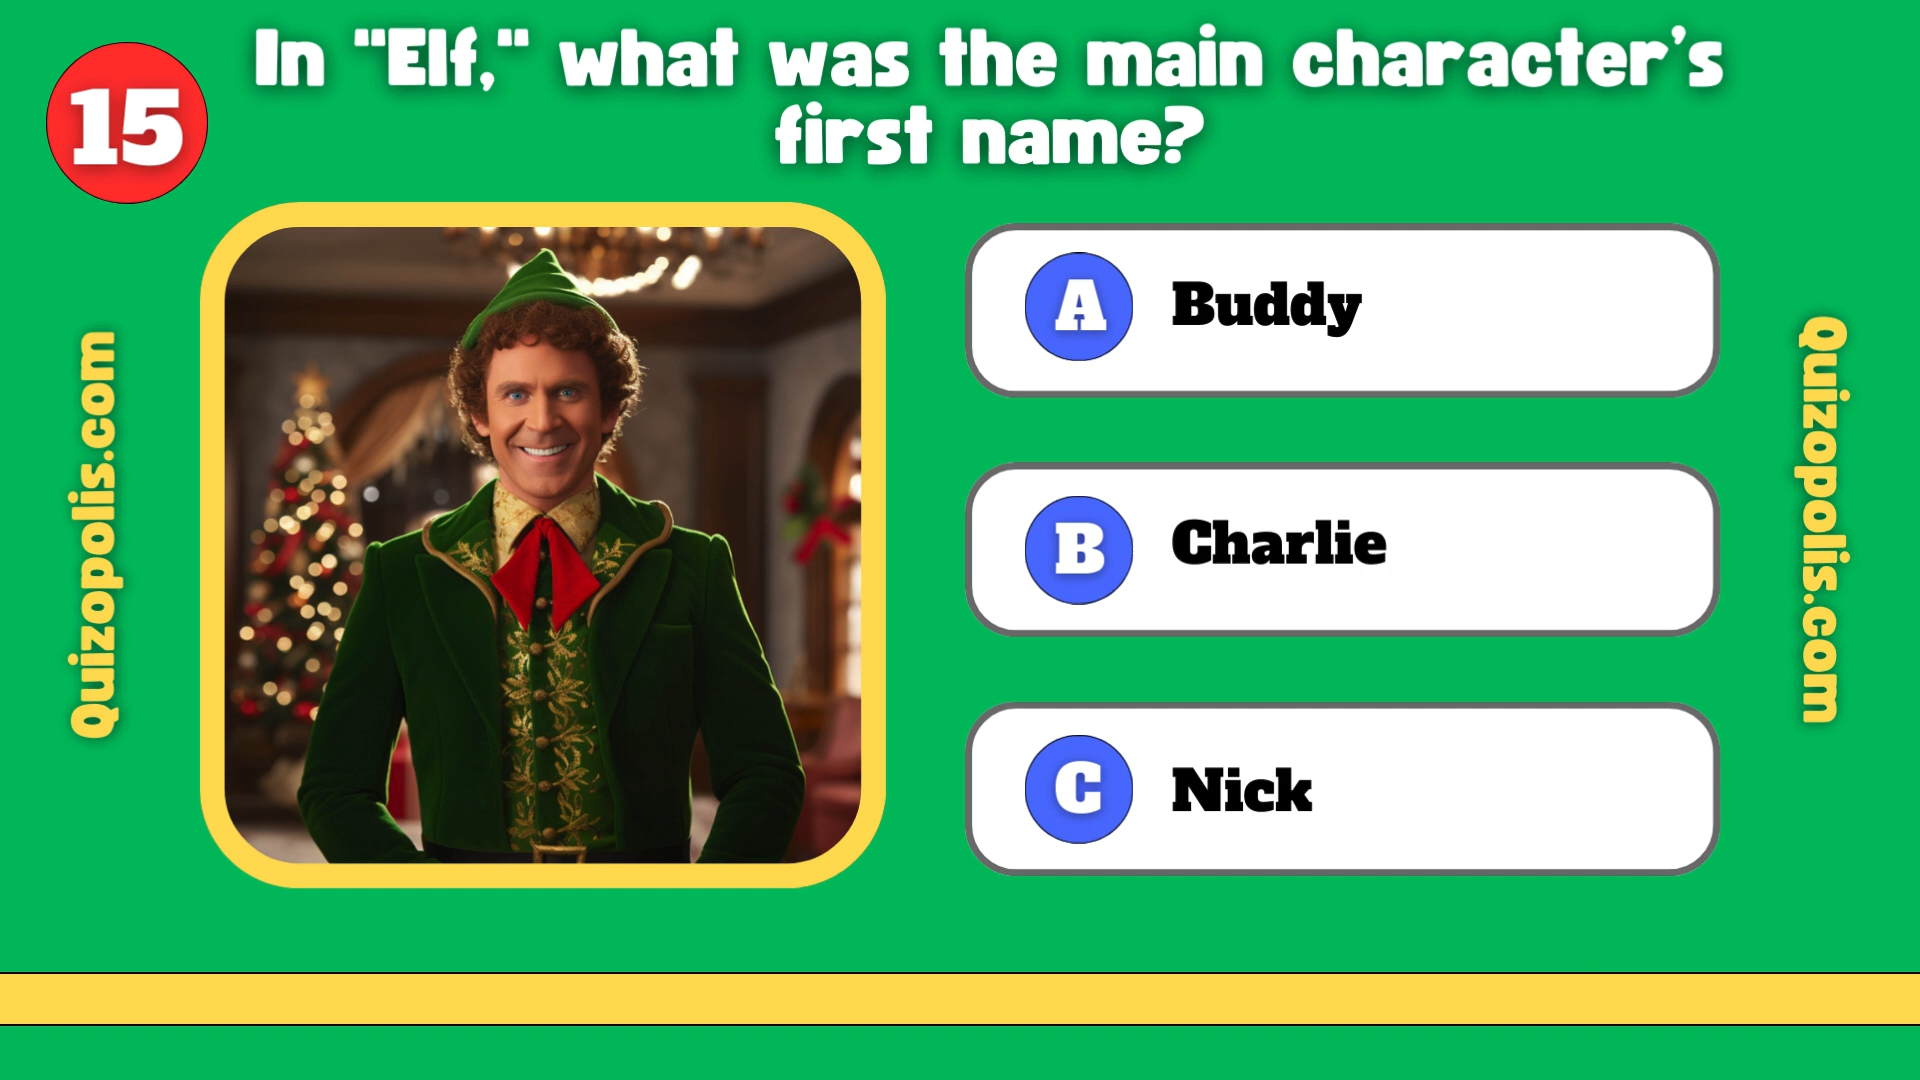 15
In "Elf," what was the main character's
first name?
Quizopolis.com
A Buddy
B Charlie
C Nick
Quizopolis.com